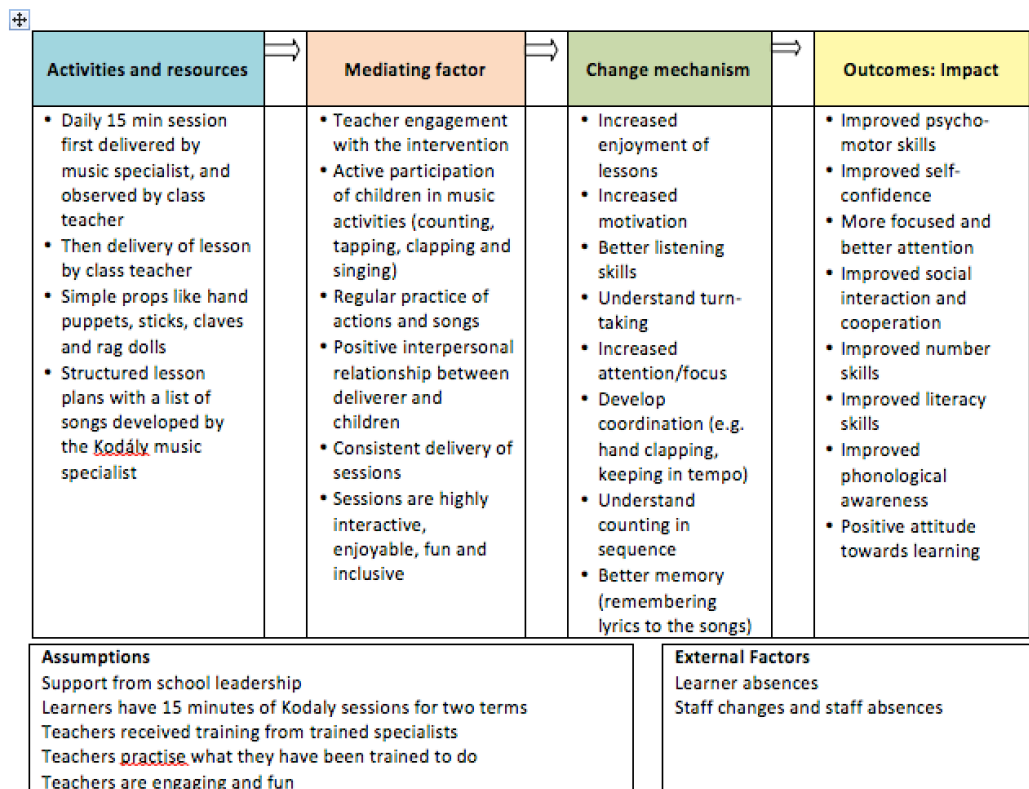 Activities and resources
Mediating factor
Change mechanism
Outcomes: Impact
• Daily 15 min session
first delivered by
music specialist, and
observed by class
teacher
• Then delivery of lesson
by class teacher
• Simple props like hand
puppets, sticks, claves
and rag dolls
• Structured lesson
plans with a list of
songs developed by
the Kodály music
specialist
• Teacher engagement
with the intervention
• Active participation
of children in music
activities (counting,
tapping, clapping and
singing)
• Regular practice of
actions and songs
• Positive interpersonal
relationship between
deliverer and
children
• Consistent delivery of
sessions
• Sessions are highly
interactive,
enjoyable, fun and
inclusive
• Increased
enjoyment of
lessons
• Increased
motivation
• Better listening
skills
• Understand turn-
taking
• Increased
attention/focus
• Develop
coordination (e.g.
hand clapping,
keeping in tempo)
• Understand
counting in
sequence
• Better memory
(remembering
lyrics to the songs)
• Improved psycho-
motor skills
• Improved self-
confidence
• More focused and
better attention
• Improved social
interaction and
cooperation
• Improved number
skills
• Improved literacy
skills
• Improved
phonological
awareness
• Positive attitude
towards learning
Assumptions
Support from school leadership
Learners have 15 minutes of Kodaly sessions for two terms
Teachers received training from trained specialists
Teachers practise what they have been trained to do
Teachers are engaging and fun
External Factors
Learner absences
Staff changes and staff absences